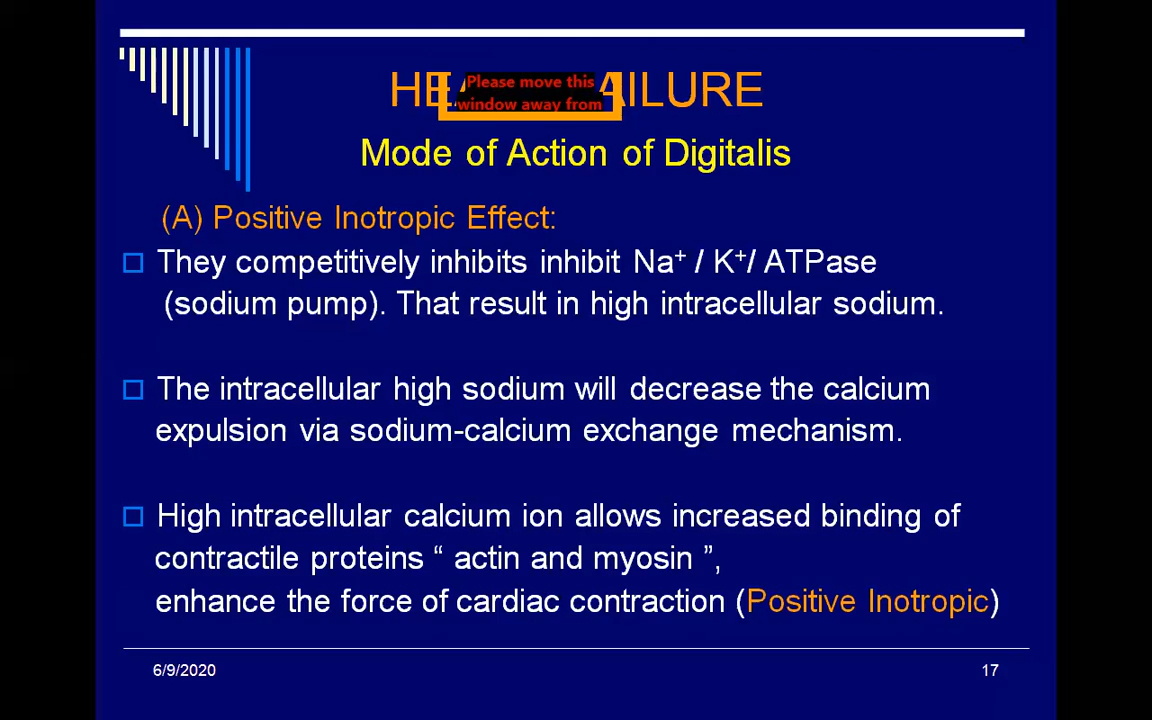 HE AILURE
Please move this
window away from
Mode of Action of Digitalis
(A) Positive Inotropic Effect:
They competitively inhibits inhibit Na⁺ / K⁺/ ATPase
(sodium pump). That result in high intracellular sodium.
The intracellular high sodium will decrease the calcium
expulsion via sodium-calcium exchange mechanism.
High intracellular calcium ion allows increased binding of
contractile proteins “ actin and myosin ”,
enhance the force of cardiac contraction (Positive Inotropic)
6/9/2020
17